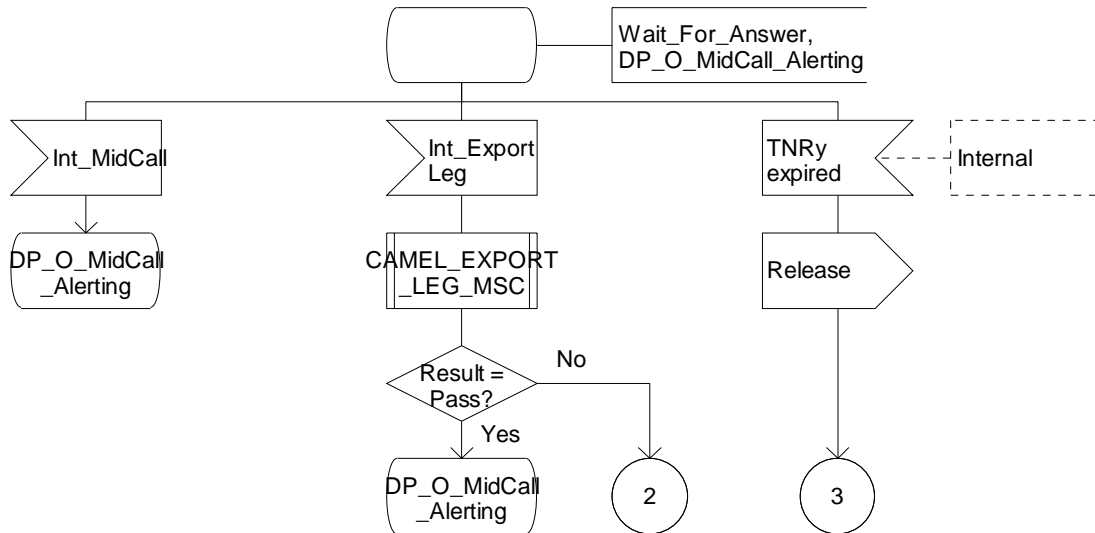 Wait_For_Answer,
DP_O_MidCall_Alerting
Int_MidCall
Int_Export
Leg
TNRy
expired
Internal
DP_O_MidCall
_Alerting
CAMEL_EXPORT
_LEG_MSC
Release
Result =
Pass?
No
Yes
DP_O_MidCall
_Alerting
2
3